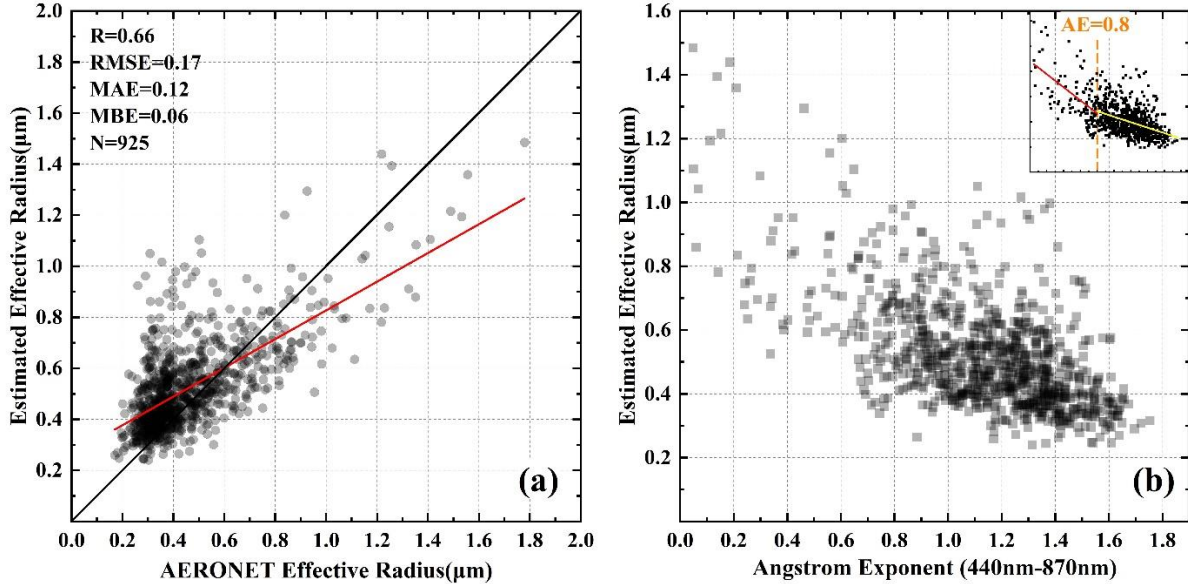 2.0
1.8
1.6
1.4
1.2
1.0
0.8
0.6
0.4
0.2
Estimated Effective Radius(μm)
R=0.66
RMSE=0.17
MAE=0.12
MBE=0.06
N=925
(a)
0.0 0.2 0.4 0.6 0.8 1.0 1.2 1.4 1.6 1.8 2.0
AERONET Effective Radius(μm)
1.6
1.4
1.2
1.0
0.8
0.6
0.4
0.2
0.0
Estimated Effective Radius(μm)
AE=0.8
(b)
0.0 0.2 0.4 0.6 0.8 1.0 1.2 1.4 1.6 1.8
Angstrom Exponent (440nm-870nm)